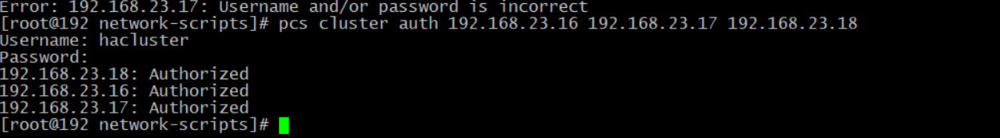 Error: 192.168.23.17: Username and/or password is incorrect
[root@192 network-scripts]# pcs cluster auth 192.168.23.16 192.168.23.17 192.168.23.18
Username: hacluster
Password:
192.168.23.18: Authorized
192.168.23.16: Authorized
192.168.23.17: Authorized
[root@192 network-scripts]#